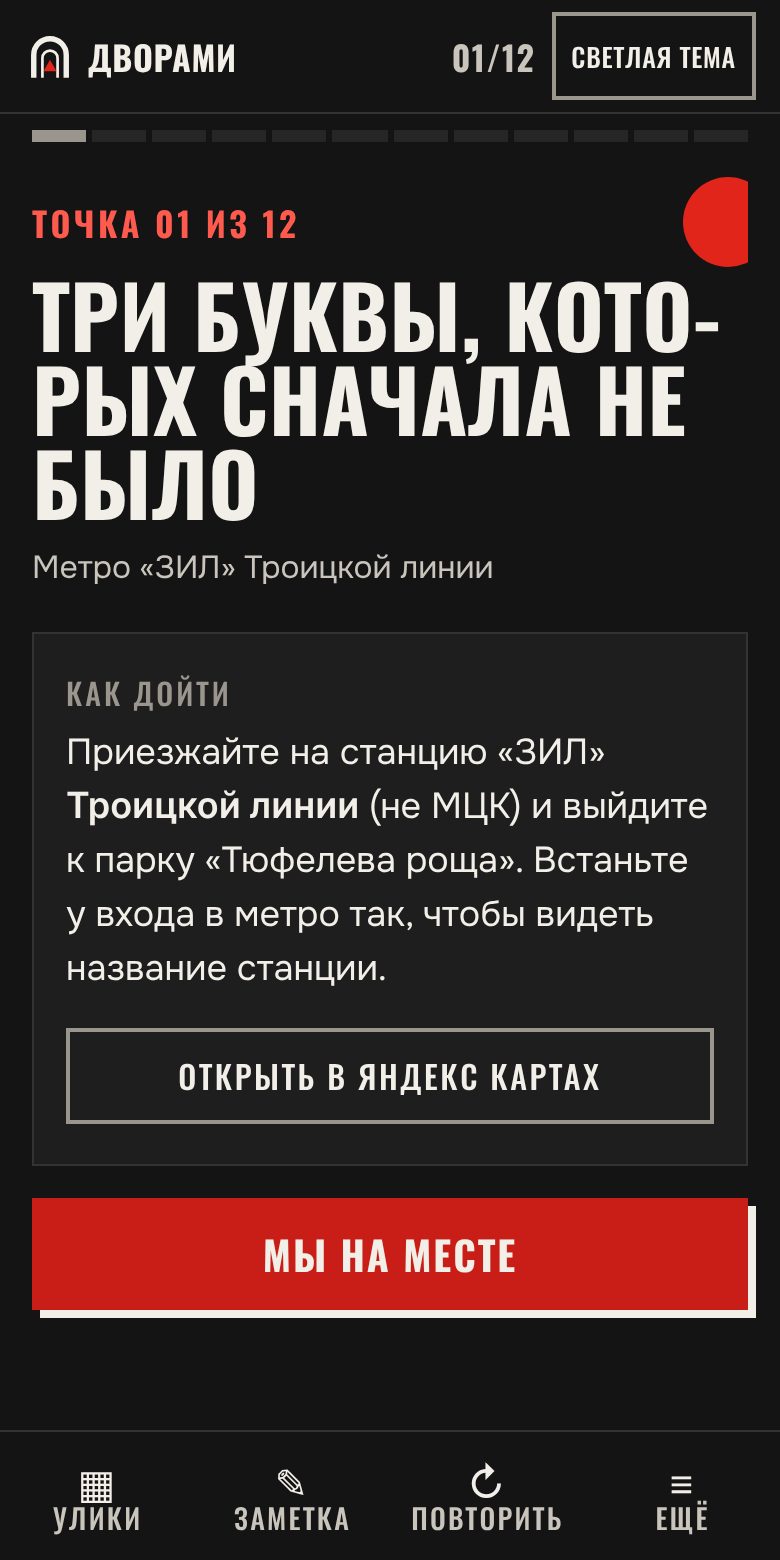 ДВОРАМИ
01/12
СВЕТЛАЯ ТЕМА
ТОЧКА 01 ИЗ 12
ТРИ БУКВЫ, КОТО-
РЫХ СНАЧАЛА НЕ
БЫЛО
Метро «ЗИЛ» Троицкой линии
КАК ДОЙТИ
Приезжайте на станцию «ЗИЛ»
Троицкой линии (не МЦК) и выйдите
к парку «Тюфелева роща». Встаньте
у входа в метро так, чтобы видеть
название станции.
ОТКРЫТЬ В ЯНДЕКС КАРТАХ
МЫ НА МЕСТЕ
УЛИКИ
ЗАМЕТКА
ПОВТОРИТЬ
ЕЩЁ